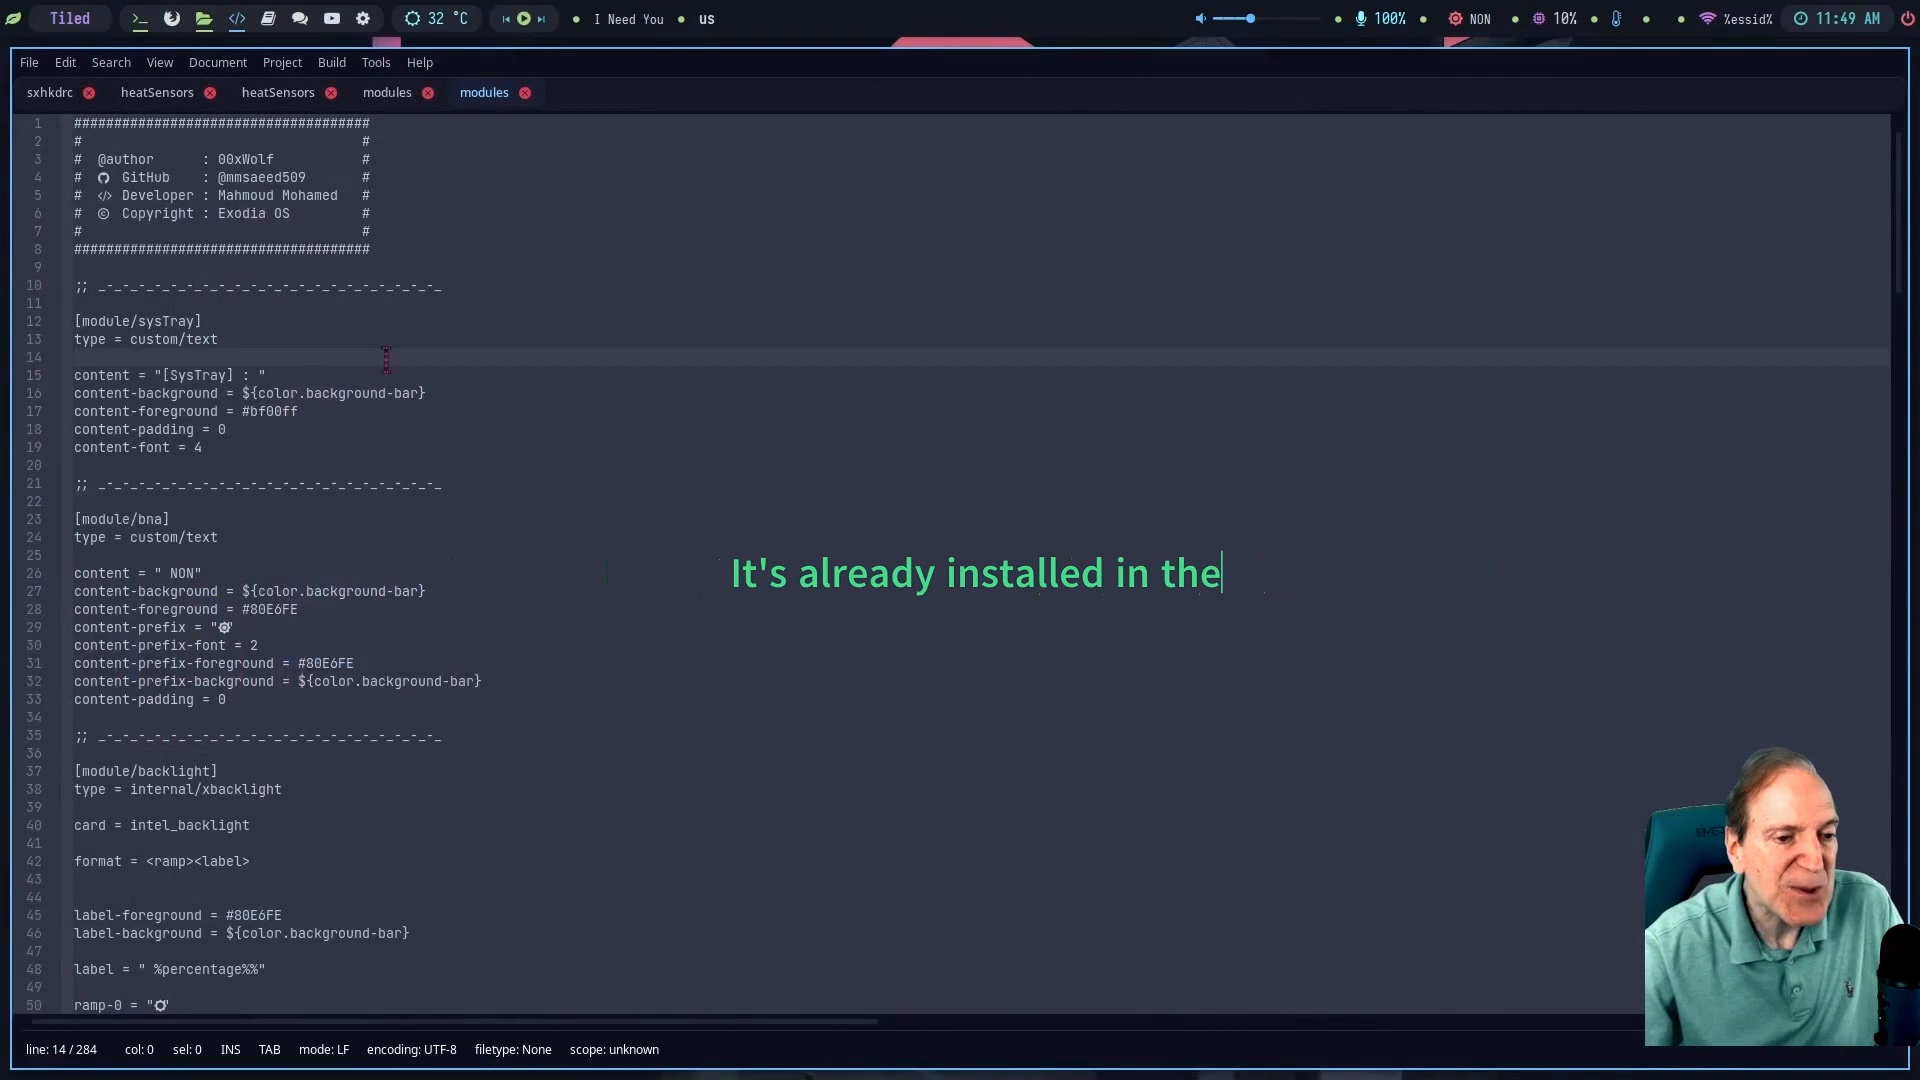 Tiled
32 °C
I Need You
us
100%
NON
10%
%essid%
11:49 AM
File Edit Search View Document Project Build Tools Help
sxhkdrc heatSensors heatSensors modules modules
1 #####################################
2 # #
3 # @author : 00xWolf #
4 # GitHub : @mmsaeed509 #
5 # </> Developer : Mahmoud Mohamed #
6 # © Copyright : Exodia OS #
7 # #
8 #####################################
9
10 ;; _-_-_-_-_-_-_-_-_-_-_-_-_-_-_-_-_-_-_-_-_-_
11
12 [module/sysTray]
13 type = custom/text
14
15 content = "[SysTray] : "
16 content-background = ${color.background-bar}
17 content-foreground = #bf00ff
18 content-padding = 0
19 content-font = 4
20
21 ;; _-_-_-_-_-_-_-_-_-_-_-_-_-_-_-_-_-_-_-_-_-_
22
23 [module/bna]
24 type = custom/text
25
26 content = " NON"
27 content-background = ${color.background-bar}
28 content-foreground = #80E6FE
29 content-prefix = ""
30 content-prefix-font = 2
31 content-prefix-foreground = #80E6FE
32 content-prefix-background = ${color.background-bar}
33 content-padding = 0
34
35 ;; _-_-_-_-_-_-_-_-_-_-_-_-_-_-_-_-_-_-_-_-_-_
36
37 [module/backlight]
38 type = internal/xbacklight
39
40 card = intel_backlight
41
42 format = <ramp><label>
43
44
45 label-foreground = #80E6FE
46 label-background = ${color.background-bar}
47
48 label = " %percentage%%"
49
50 ramp-0 = ""
It's already installed in the
line: 14 / 284 col: 0 sel: 0 INS TAB mode: LF encoding: UTF-8 filetype: None scope: unknown